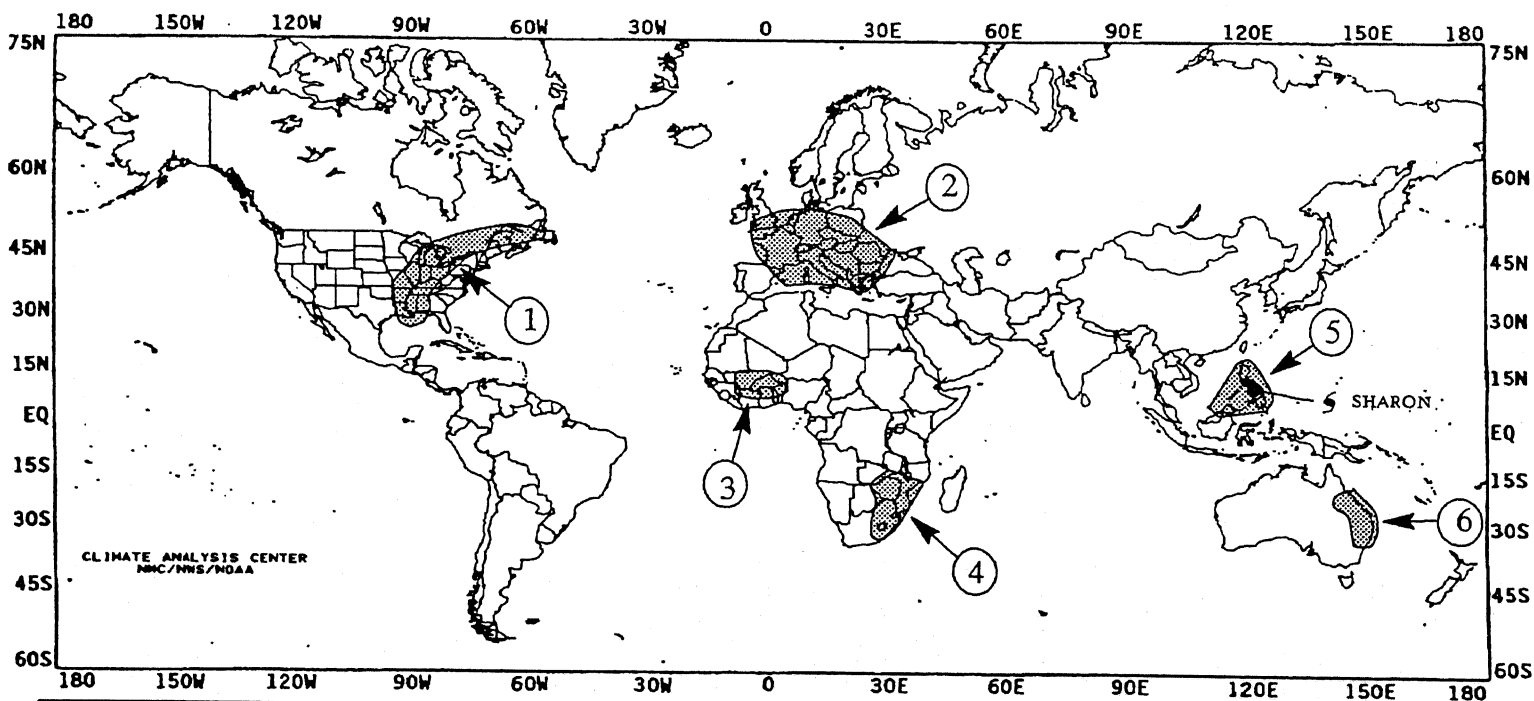 180 150W 120W 90W 60W 30W 0 30E 60E 90E 120E 150E 180
75N 75N
60N 60N
2
45N 45N
30N 30N
1
5
15N 15N
SHARON
EQ EQ
15S 15S
3
30S 30S
6
CLIMATE ANALYSIS CENTER
NMC/NWS/NOAA
4
45S 45S
60S 60S
180 150W 120W 90W 60W 30W 0 30E 60E 90E 120E 150E 180